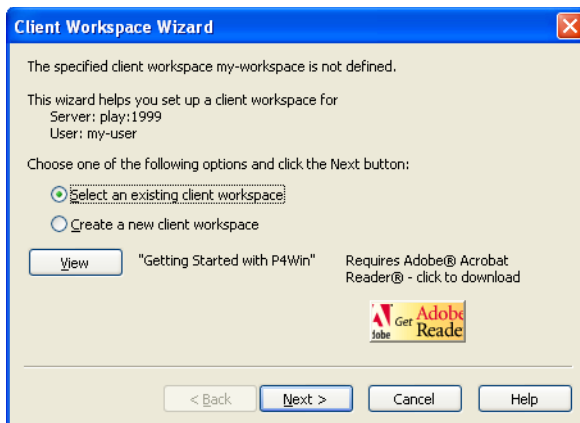 Client Workspace Wizard
The specified client workspace my-workspace is not defined.
This wizard helps you set up a client workspace for
Server: play:1999
User: my-user
Choose one of the following options and click the Next button:
Select an existing client workspace
Create a new client workspace
View "Getting Started with P4Win" Requires Adobe® Acrobat
Reader® - click to download
Get Adobe
Reade
dobe
< Back Next > Cancel Help